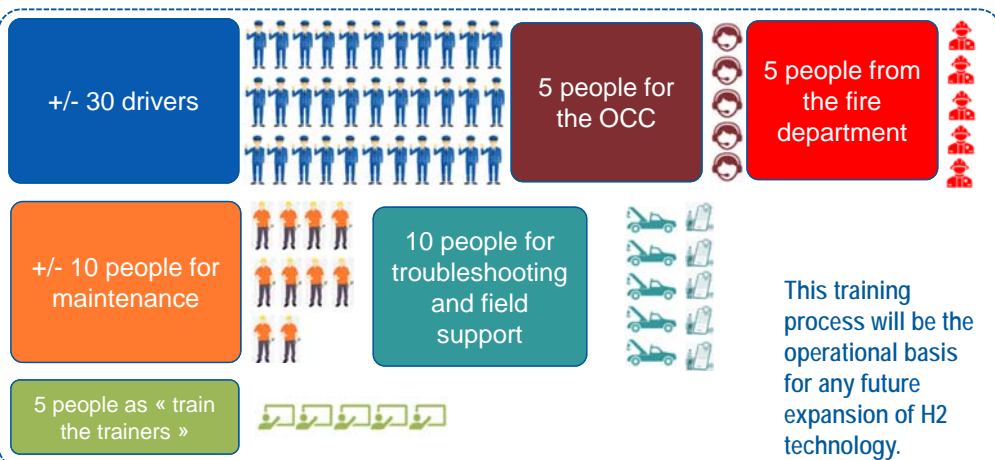 +/- 30 drivers
5 people for
the OCC
5 people from
the fire
department
+/- 10 people for
maintenance
10 people for
troubleshooting
and field
support
5 people as « train
the trainers »
This training
process will be the
operational basis
for any future
expansion of H2
technology.